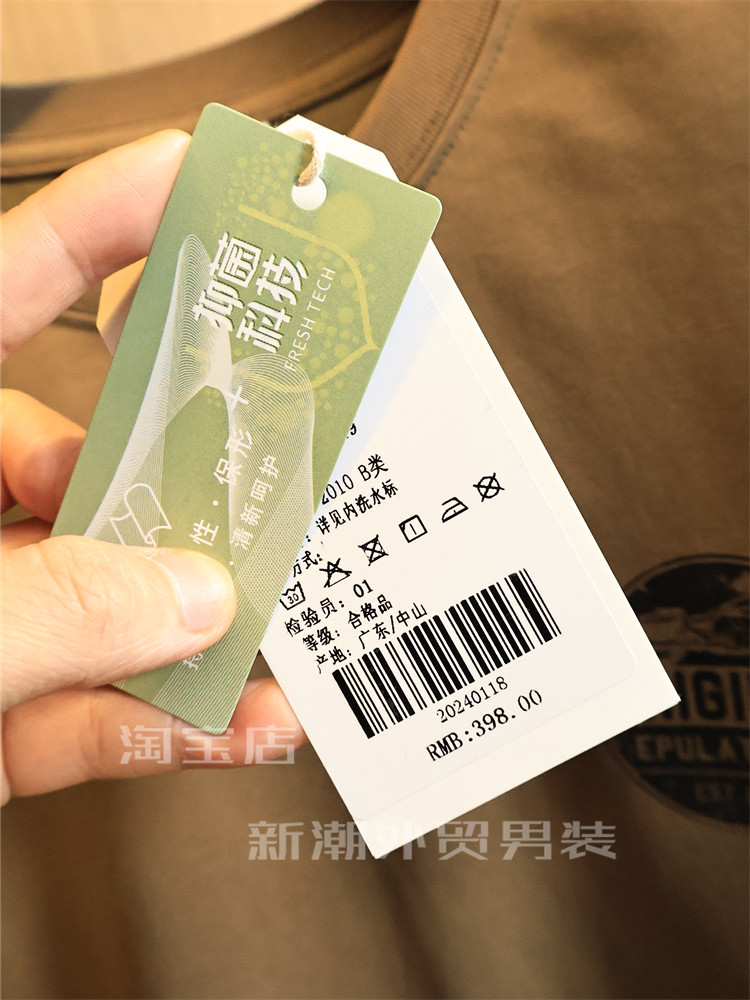 抑菌
科技
FRESH TECH
性·保形
·清新呵护
2010 B类
详见内洗水标
方式:
30
检验员: 01
等级: 合格品
产地: 广东/中山
20240118
RMB:398.00
EPULA
淘宝店
新潮外贸男装